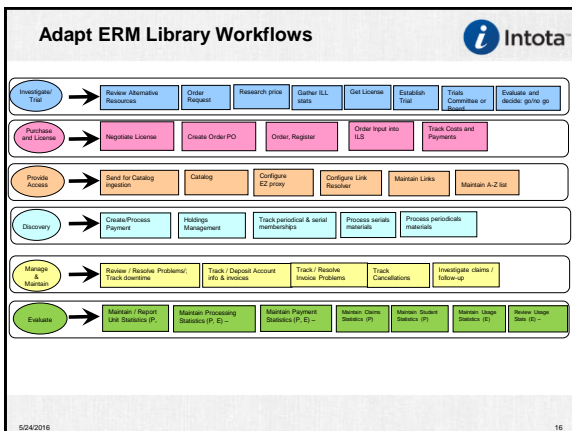 Adapt ERM Library Workflows
i Intota™
Investigate/
Trial
Review Alternative
Resources
Order
Request
Research price
Gather ILL
stats
Get License
Establish
Trial
Trials
Committee or
Board
Evaluate and
decide: go/no go
Purchase
and License
Negotiate License
Create Order PO
Order, Register
Order Input into
ILS
Track Costs and
Payments
Provide
Access
Send for Catalog
ingestion
Catalog
Configure
EZ proxy
Configure Link
Resolver
Maintain Links
Maintain A-Z list
Discovery
Create/Process
Payment
Holdings
Management
Track periodical & serial
memberships
Process serials
materials
Process periodicals
materials
Manage
&
Maintain
Review / Resolve Problems/;
Track downtime
Track / Deposit Account
info & invoices
Track / Resolve
Invoice Problems
Track
Cancellations
Investigate claims /
follow-up
Evaluate
Maintain / Report
Unit Statistics (P,
Maintain Processing
Statistics (P, E) –
Maintain Payment
Statistics (P, E) –
Maintain Claims
Statistics (P)
Maintain Student
Statistics (P)
Maintain Usage
Statistics (E)
Review Usage
Stats (E) –
5/24/2016
16